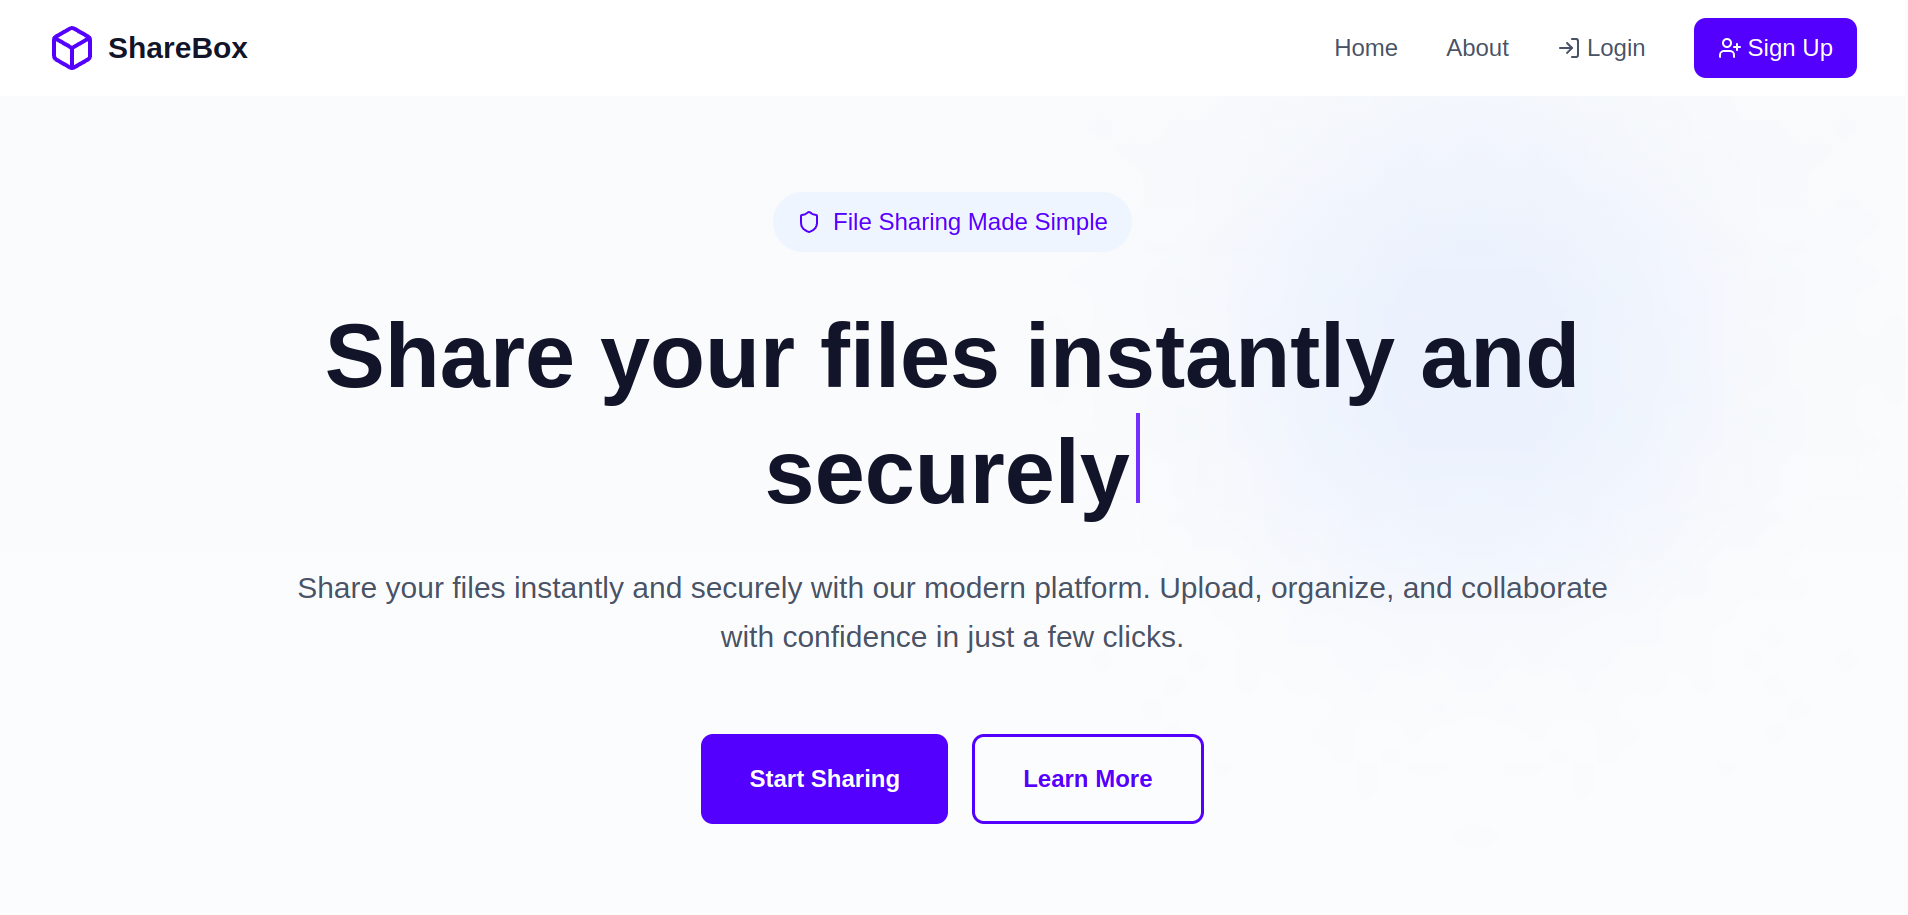 ShareBox
Home
About
Login
Sign Up
File Sharing Made Simple
Share your files instantly and
securely
Share your files instantly and securely with our modern platform. Upload, organize, and collaborate
with confidence in just a few clicks.
Start Sharing
Learn More